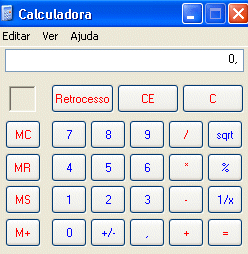 Calculadora
Editar Ver Ajuda
0,
Retrocesso CE C
MC 7 8 9 / sqrt
MR 4 5 6 * %
MS 1 2 3 - 1/x
M+ 0 +/- , + =